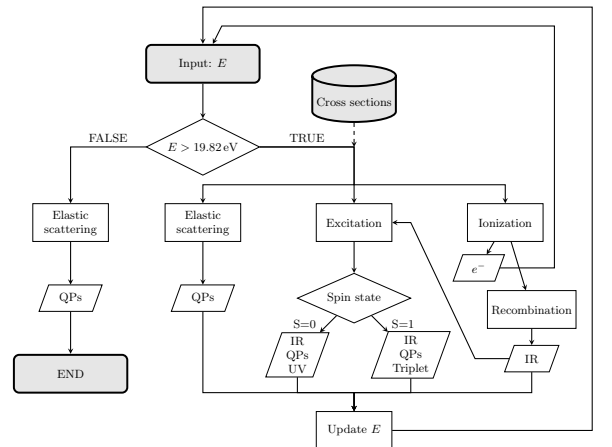 Input: E
Cross sections
FALSE
E > 19.82 eV
TRUE
Elastic
scattering
Elastic
scattering
Excitation
Ionization
e⁻
QPs
QPs
Spin state
Recombination
S=0
S=1
IR
QPs
UV
IR
QPs
Triplet
IR
END
Update E